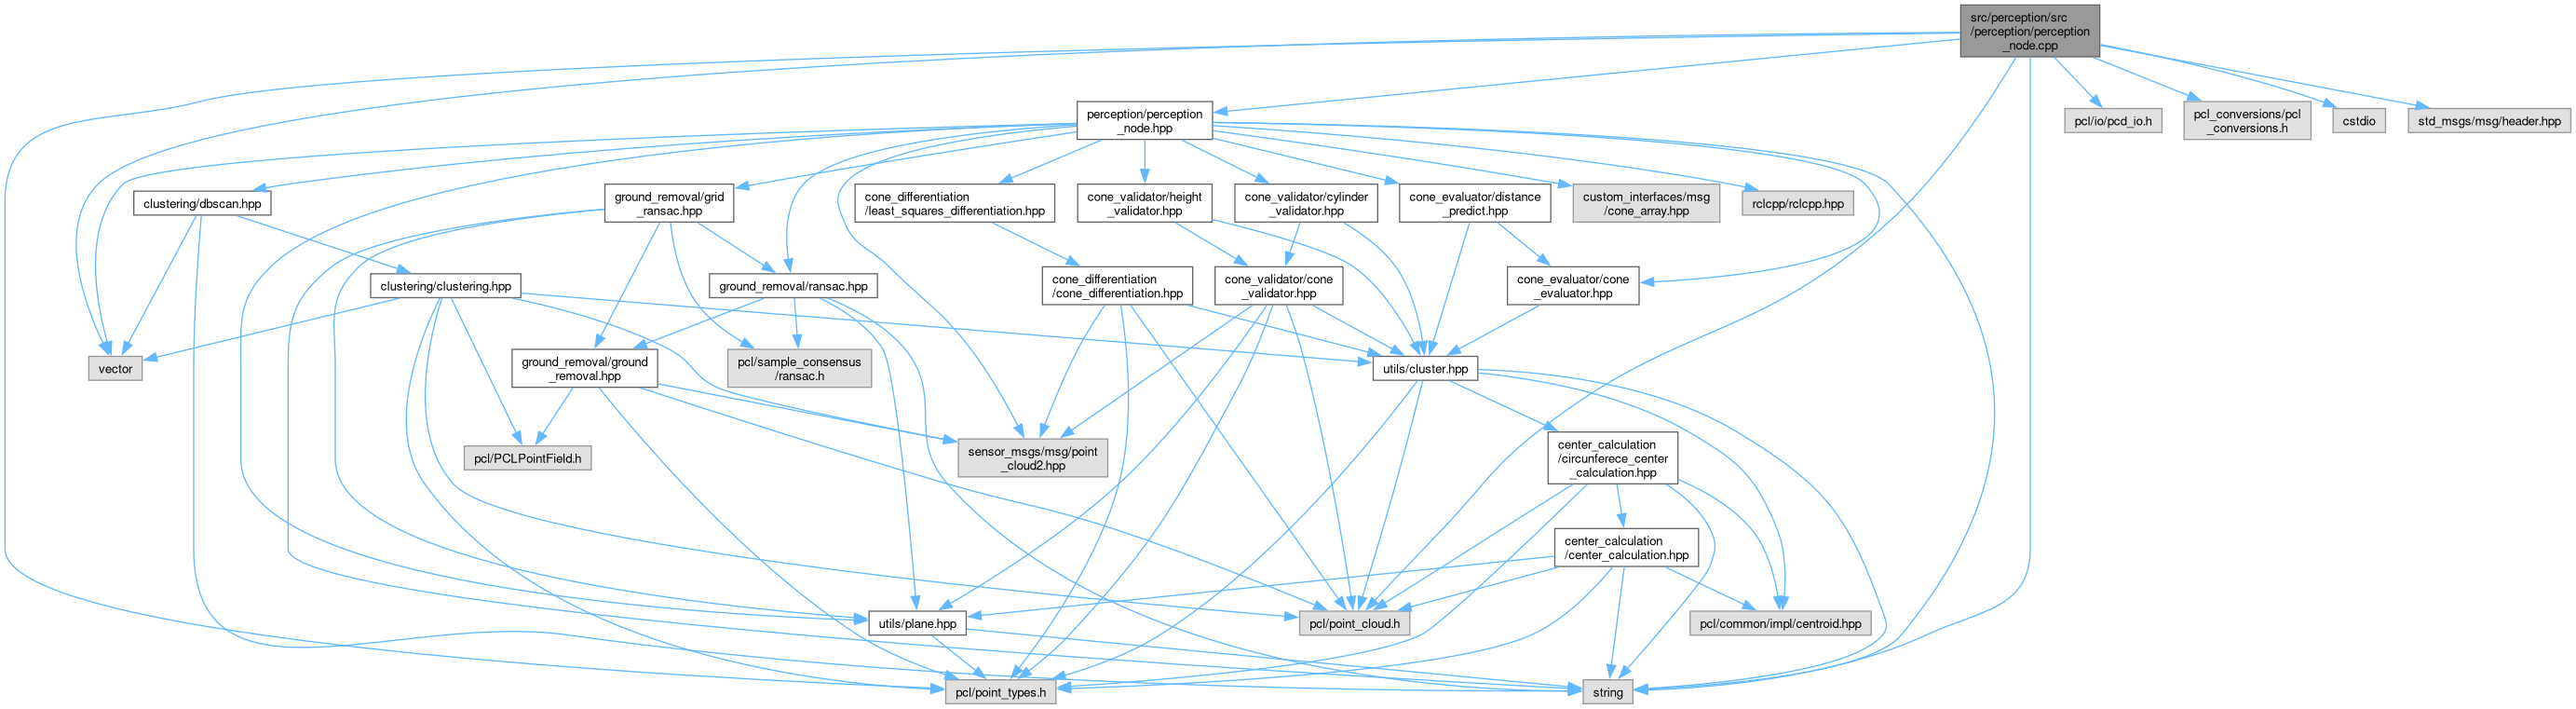 src/perception/src
/perception/perception
_node.cpp
perception/perception
_node.hpp
pcl/io/pcd_io.h
pcl_conversions/pcl
_conversions.h
cstdio
std_msgs/msg/header.hpp
clustering/dbscan.hpp
ground_removal/grid
_ransac.hpp
cone_differentiation
/least_squares_differentiation.hpp
cone_validator/height
_validator.hpp
cone_validator/cylinder
_validator.hpp
cone_evaluator/distance
_predict.hpp
custom_interfaces/msg
/cone_array.hpp
rclcpp/rclcpp.hpp
clustering/clustering.hpp
ground_removal/ransac.hpp
cone_differentiation
/cone_differentiation.hpp
cone_validator/cone
_validator.hpp
cone_evaluator/cone
_evaluator.hpp
vector
ground_removal/ground
_removal.hpp
pcl/sample_consensus
/ransac.h
utils/cluster.hpp
pcl/PCLPointField.h
sensor_msgs/msg/point
_cloud2.hpp
center_calculation
/circunferece_center
_calculation.hpp
center_calculation
/center_calculation.hpp
utils/plane.hpp
pcl/point_cloud.h
pcl/common/impl/centroid.hpp
pcl/point_types.h
string